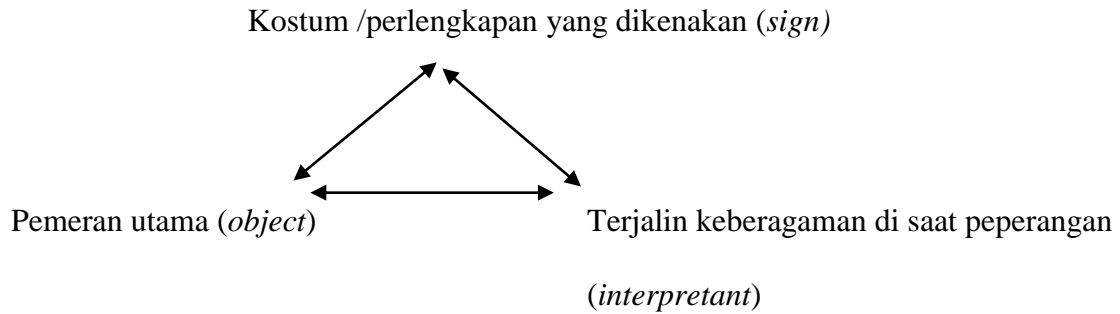 Kostum /perlengkapan yang dikenakan (sign)
Pemeran utama (object)
Terjalin keberagaman di saat peperangan
(interpretant)